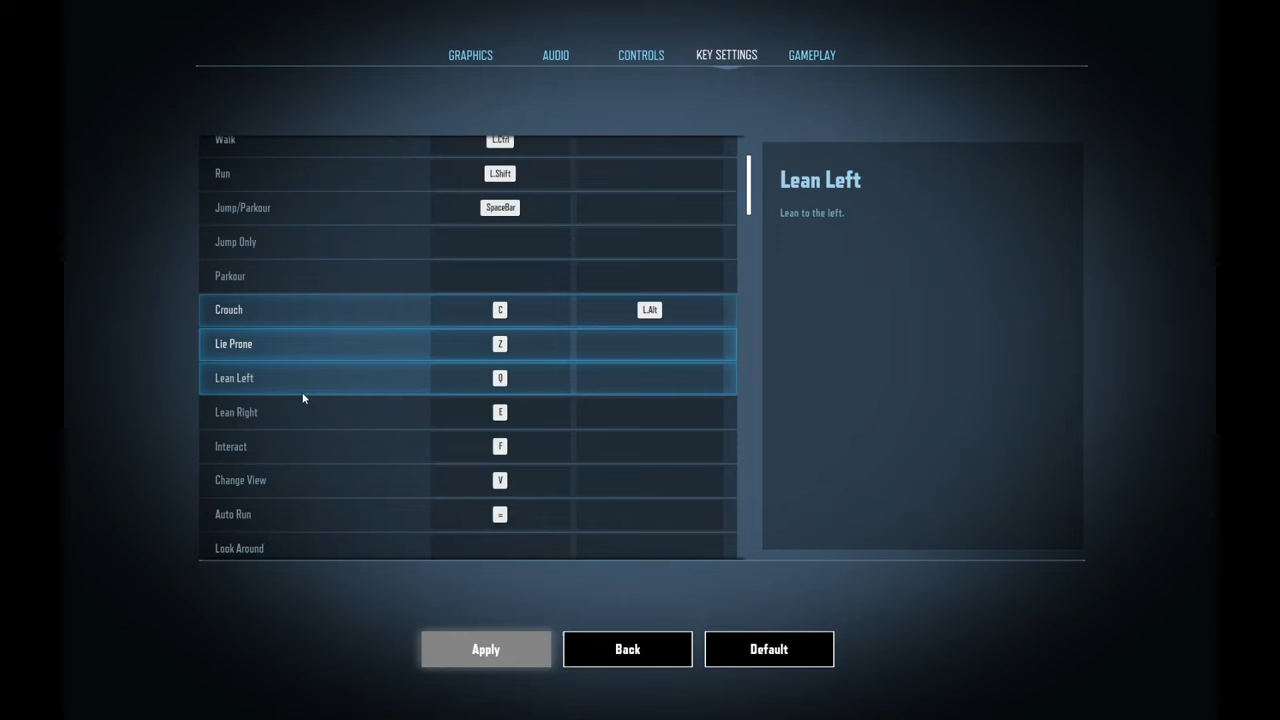 GRAPHICS AUDIO CONTROLS KEY SETTINGS GAMEPLAY
Walk L.Ctrl
Run L.Shift
Jump/Parkour SpaceBar
Jump Only
Parkour
Crouch C L.Alt
Lie Prone Z
Lean Left Q
Lean Right E
Interact F
Change View V
Auto Run =
Look Around
Lean Left
Lean to the left.
Apply Back Default